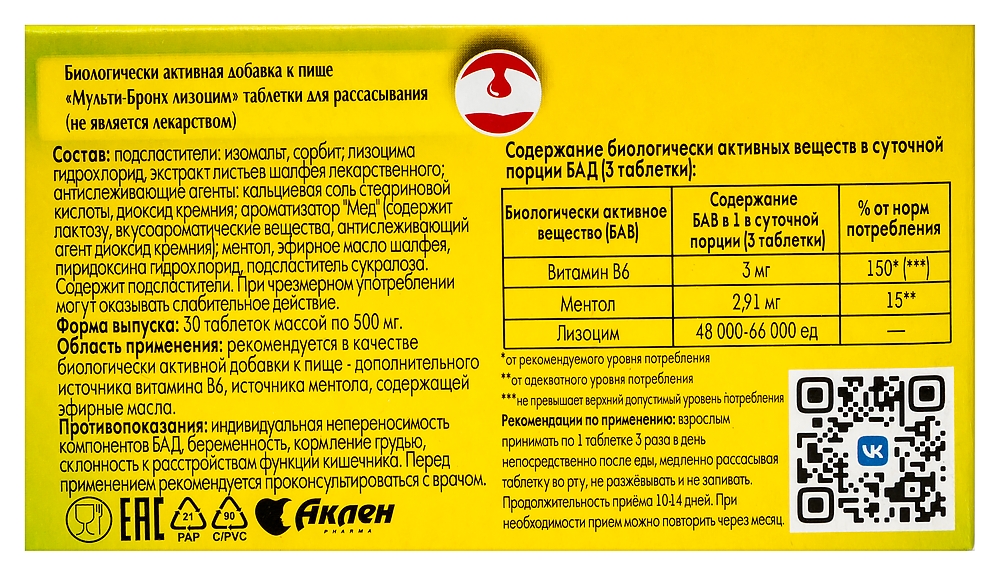 Биологически активная добавка к пище
«Мульти-Бронх лизоцим» таблетки для рассасывания
(не является лекарством)
Состав: подсластители: изомальт, сорбит; лизоцима
гидрохлорид, экстракт листьев шалфея лекарственного;
антислеживающие агенты: кальциевая соль стеариновой
кислоты, диоксид кремния; ароматизатор "Мед" (содержит
лактозу, вкусоароматические вещества, антислеживающий
агент диоксид кремния); ментол, эфирное масло шалфея,
пиридоксина гидрохлорид, подсластитель сукралоза.
Содержит подсластители. При чрезмерном употреблении
могут оказывать слабительное действие.
Форма выпуска: 30 таблеток массой по 500 мг.
Область применения: рекомендуется в качестве
биологически активной добавки к пище - дополнительного
источника витамина В6, источника ментола, содержащей
эфирные масла.
Противопоказания: индивидуальная непереносимость
компонентов БАД, беременность, кормление грудью,
склонность к расстройствам функции кишечника. Перед
применением рекомендуется проконсультироваться с врачом.
EAC
21
PAP
90
C/PVC
Аклен
PHARMA
Содержание биологически активных веществ в суточной
порции БАД (3 таблетки):
Биологически активное
вещество (БАВ)
Содержание
БАВ в 1 в суточной
порции (3 таблетки)
% от норм
потребления
Витамин В6 3 мг 150* (***)
Ментол 2,91 мг 15**
Лизоцим 48 000-66 000 ед —
*от рекомендуемого уровня потребления
**от адекватного уровня потребления
***не превышает верхний допустимый уровень потребления
Рекомендации по применению: взрослым
принимать по 1 таблетке 3 раза в день
непосредственно после еды, медленно рассасывая
таблетку во рту, не разжёвывать и не запивать.
Продолжительность приёма 10-14 дней. При
необходимости прием можно повторить через месяц.
VK